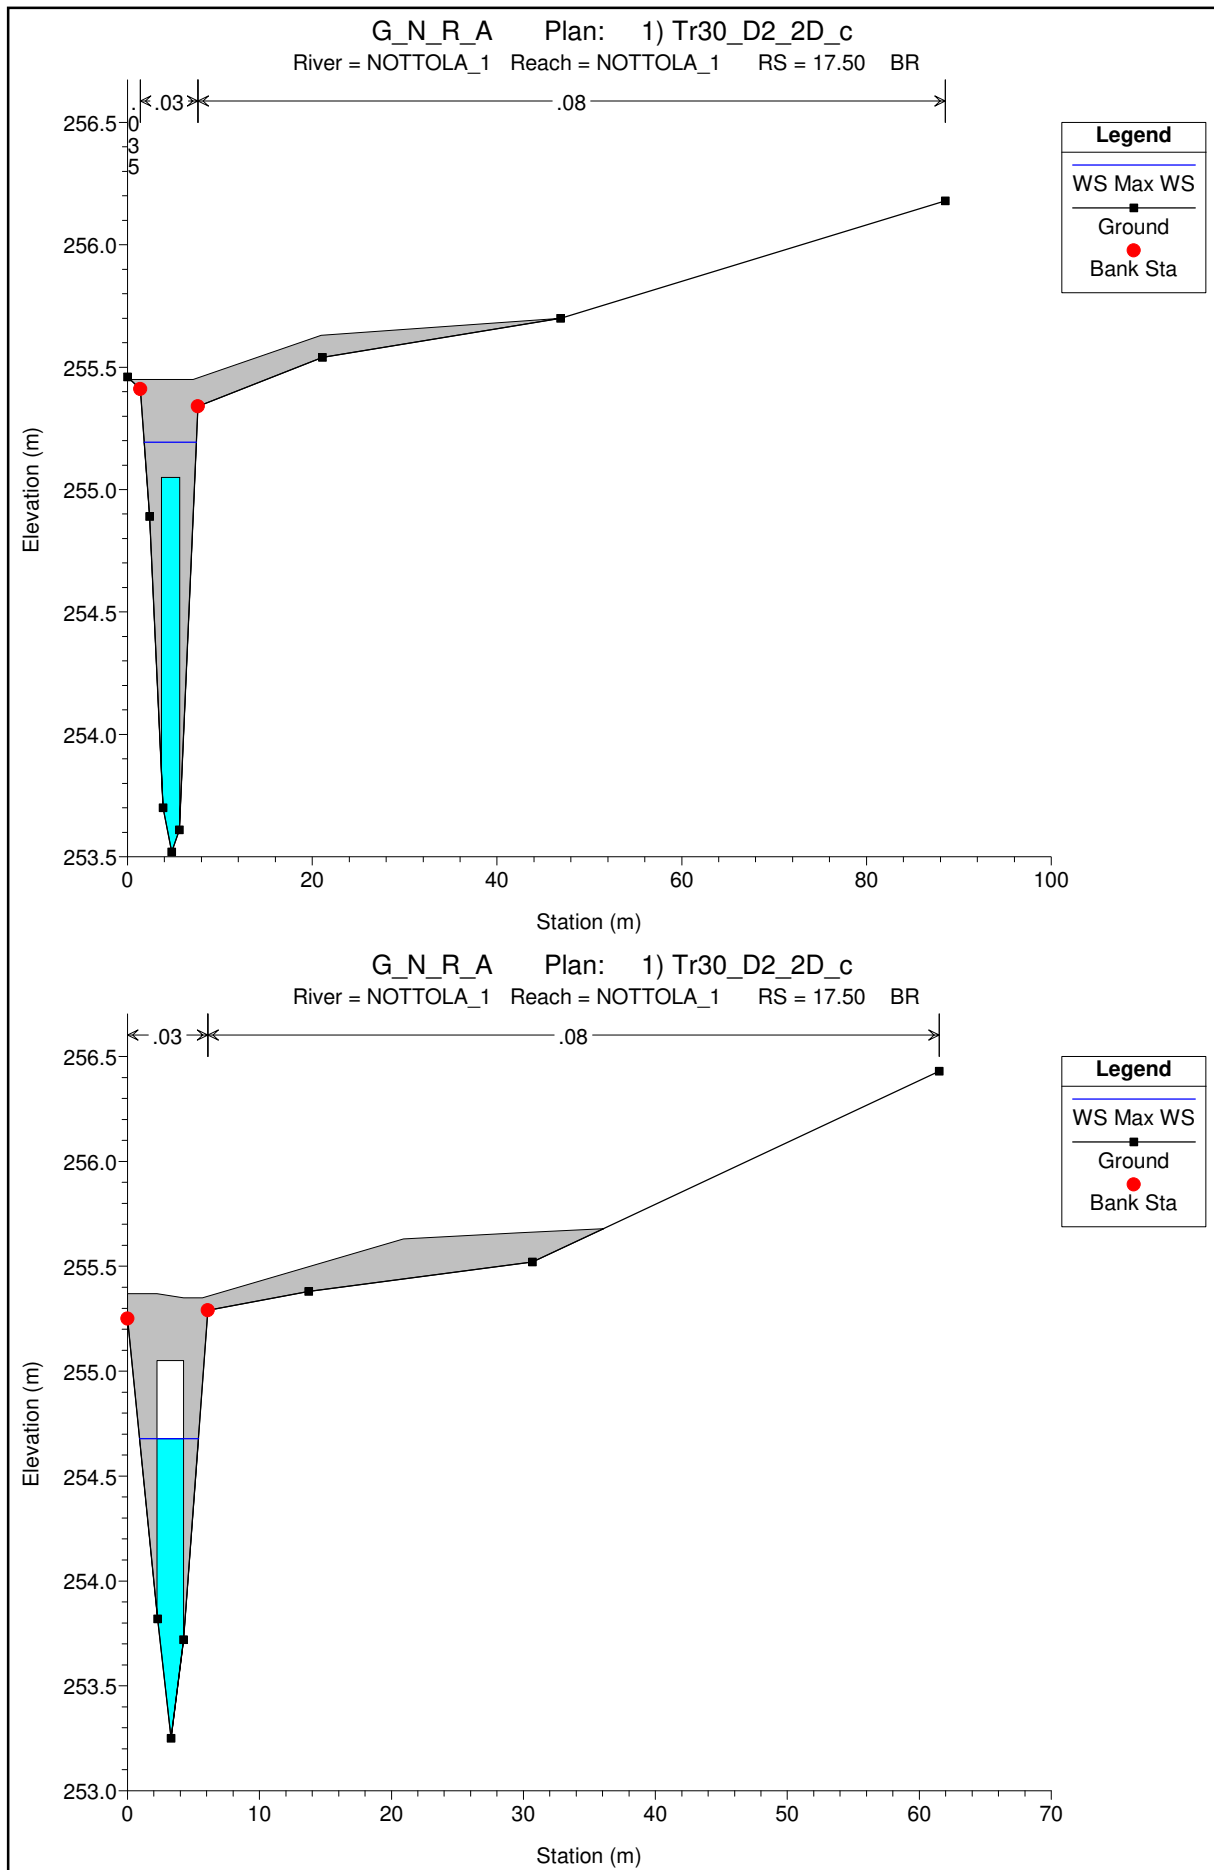 G_N_R_A Plan: 1) Tr30_D2_2D_c
River = NOTTOLA_1 Reach = NOTTOLA_1 RS = 17.50 BR
.035
.03
.08
256.5
256.0
255.5
255.0
254.5
254.0
253.5
Elevation (m)
0 20 40 60 80 100
Station (m)
Legend
WS Max WS
Ground
Bank Sta
G_N_R_A Plan: 1) Tr30_D2_2D_c
River = NOTTOLA_1 Reach = NOTTOLA_1 RS = 17.50 BR
.03
.08
256.5
256.0
255.5
255.0
254.5
254.0
253.5
253.0
Elevation (m)
0 10 20 30 40 50 60 70
Station (m)
Legend
WS Max WS
Ground
Bank Sta